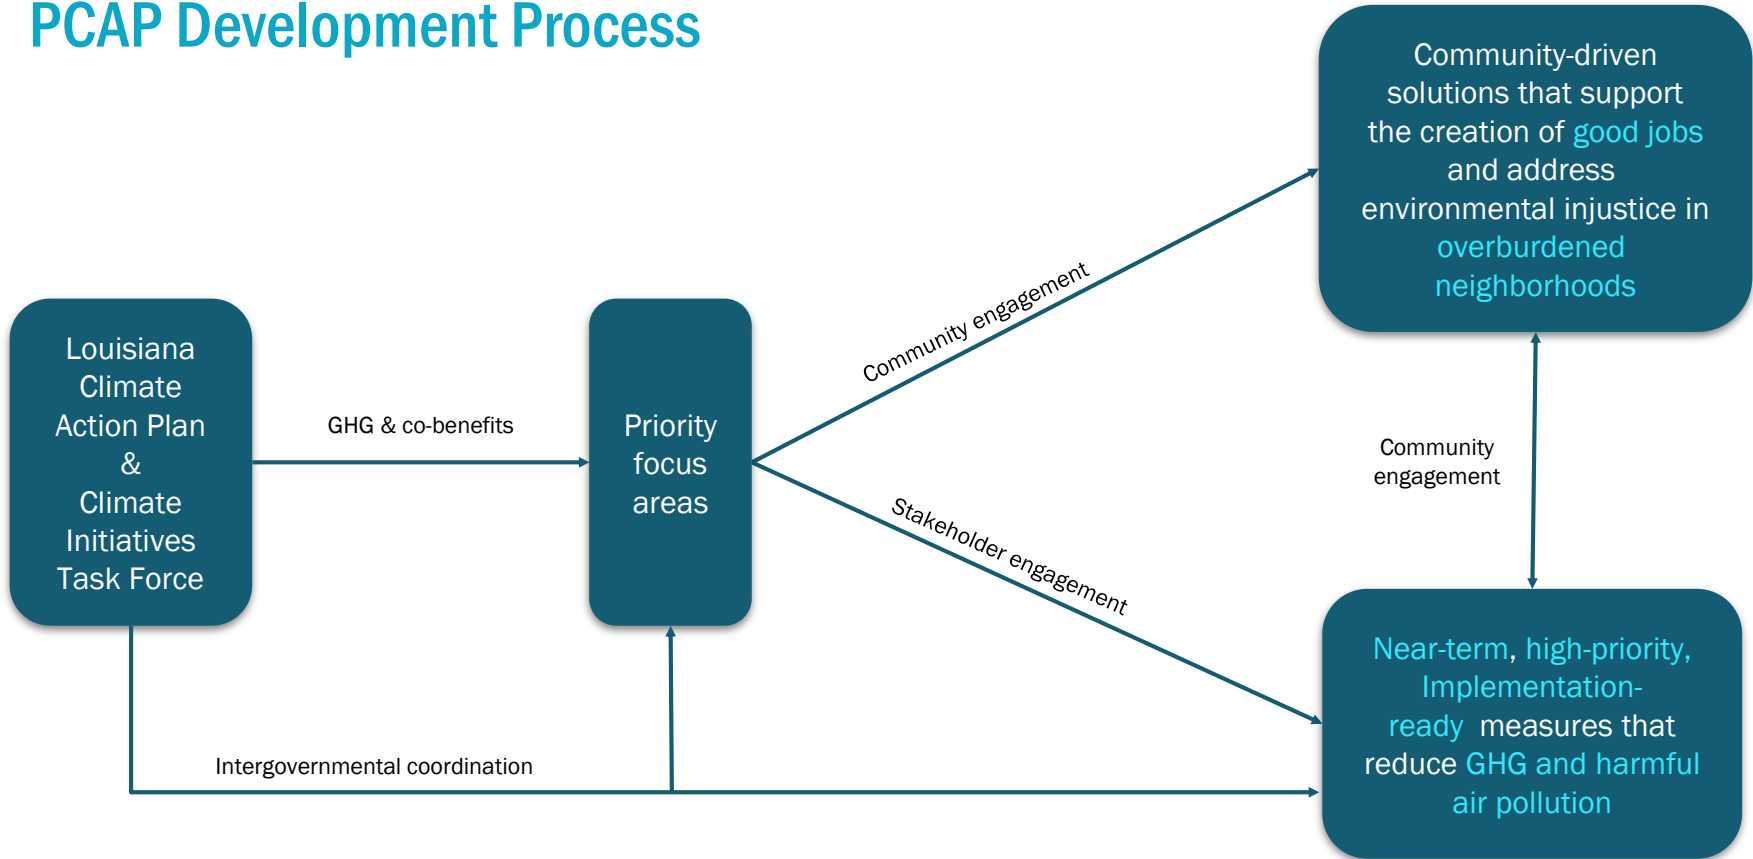 PCAP Development Process
Louisiana
Climate
Action Plan
&
Climate
Initiatives
Task Force
GHG & co-benefits
Intergovernmental coordination
Priority
focus
areas
Community engagement
Stakeholder engagement
Community-driven
solutions that support
the creation of good jobs
and address
environmental injustice in
overburdened
neighborhoods
Community
engagement
Near-term, high-priority,
Implementation-
ready measures that
reduce GHG and harmful
air pollution